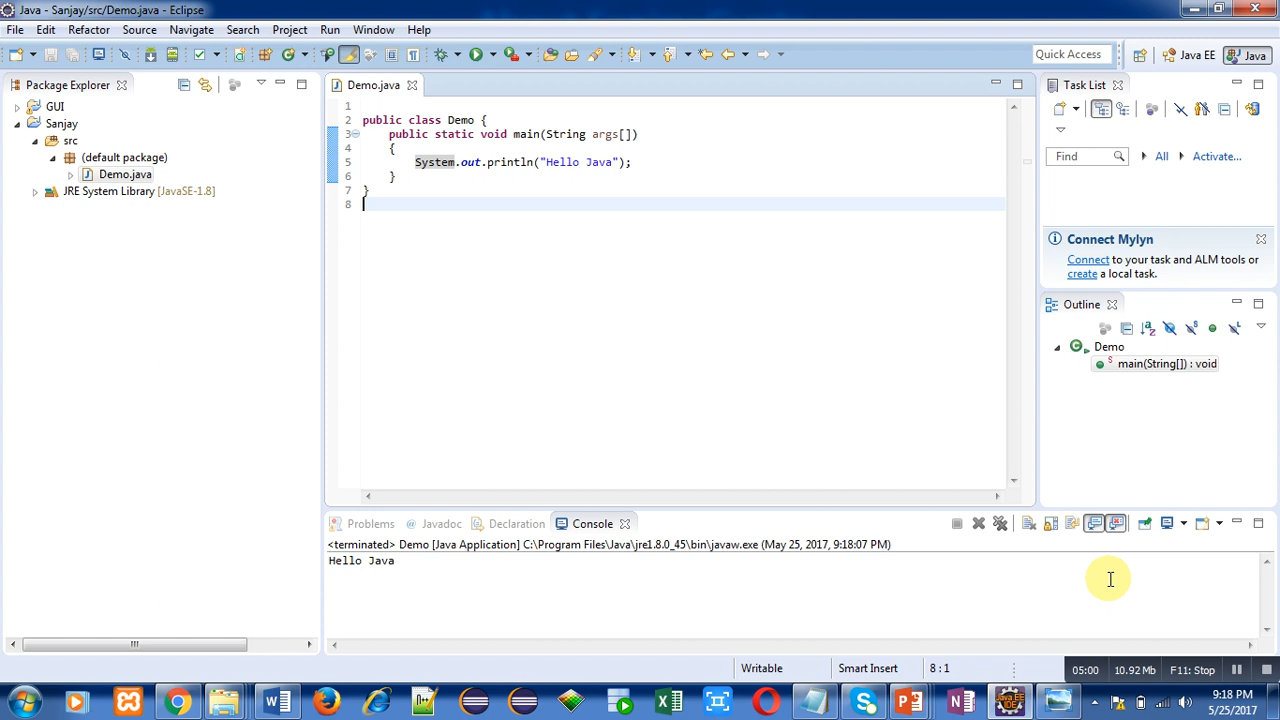 Java - Sanjay/src/Demo.java - Eclipse
File Edit Refactor Source Navigate Search Project Run Window Help
Quick Access Java EE Java
Package Explorer
GUI
Sanjay
src
(default package)
Demo.java
JRE System Library [JavaSE-1.8]
Demo.java
1
2 public class Demo {
3 public static void main(String args[])
4 {
5 System.out.println("Hello Java");
6 }
7 }
8
Task List
Find All Activate...
Connect Mylyn
Connect to your task and ALM tools or
create a local task.
Outline
Demo
main(String[]) : void
Problems Javadoc Declaration Console
<terminated> Demo [Java Application] C:\Program Files\Java\jre1.8.0_45\bin\javaw.exe (May 25, 2017, 9:18:07 PM)
Hello Java
Writable Smart Insert 8 : 1
05:00 10.92 Mb F11: Stop
9:18 PM
5/25/2017